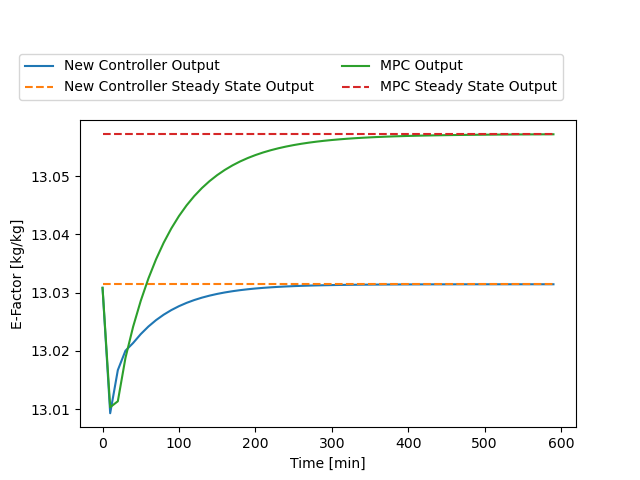 New Controller Output
New Controller Steady State Output
MPC Output
MPC Steady State Output
E-Factor [kg/kg]
13.05
13.04
13.03
13.02
13.01
0 100 200 300 400 500 600
Time [min]